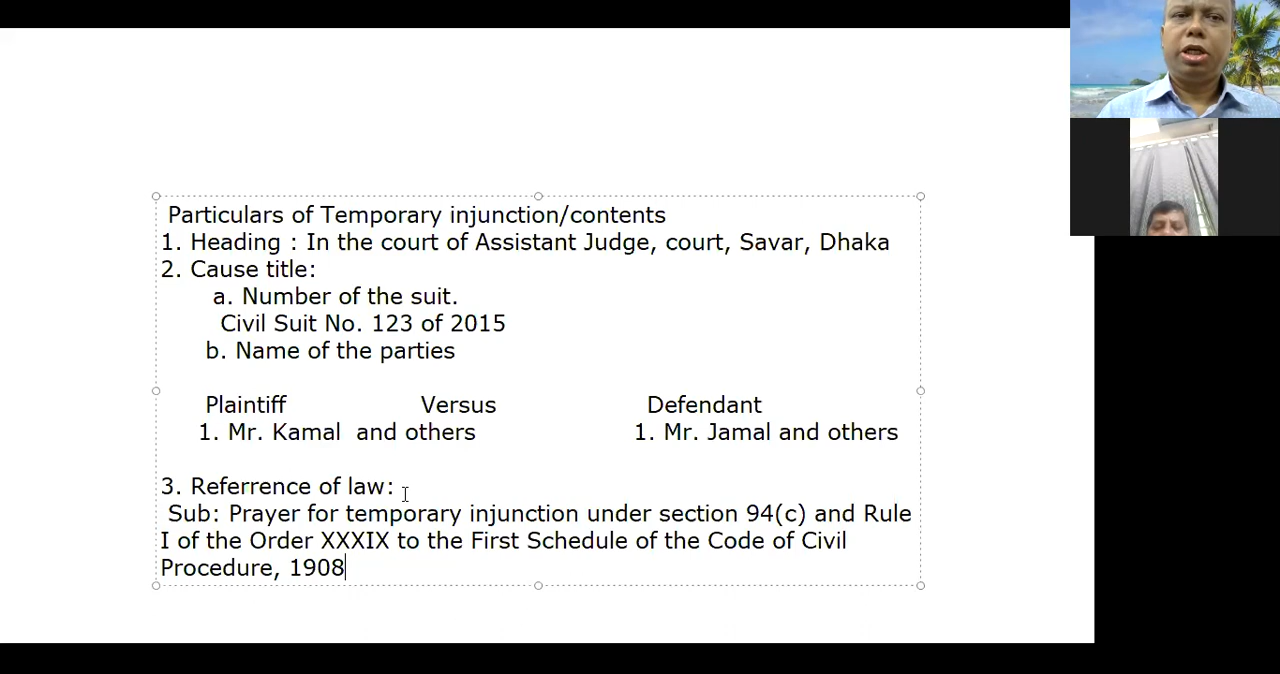 Particulars of Temporary injunction/contents
1. Heading : In the court of Assistant Judge, court, Savar, Dhaka
2. Cause title:
a. Number of the suit.
Civil Suit No. 123 of 2015
b. Name of the parties
Plaintiff Versus Defendant
1. Mr. Kamal and others 1. Mr. Jamal and others
3. Referrence of law:
Sub: Prayer for temporary injunction under section 94(c) and Rule
I of the Order XXXIX to the First Schedule of the Code of Civil
Procedure, 1908